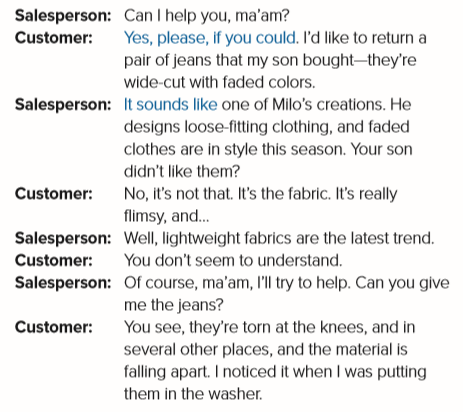 Salesperson: Can I help you, ma'am?
Customer: Yes, please, if you could. I'd like to return a
pair of jeans that my son bought—they're
wide-cut with faded colors.
Salesperson: It sounds like one of Milo's creations. He
designs loose-fitting clothing, and faded
clothes are in style this season. Your son
didn't like them?
Customer: No, it's not that. It's the fabric. It's really
flimsy, and...
Salesperson: Well, lightweight fabrics are the latest trend.
Customer: You don't seem to understand.
Salesperson: Of course, ma'am, I'll try to help. Can you give
me the jeans?
Customer: You see, they're torn at the knees, and in
several other places, and the material is
falling apart. I noticed it when I was putting
them in the washer.